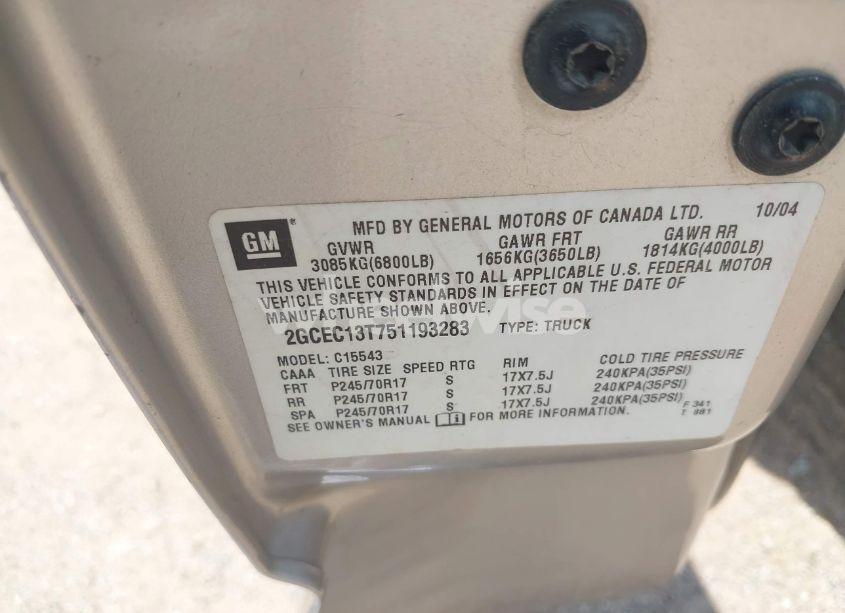 GM
MFD BY GENERAL MOTORS OF CANADA LTD. 10/04
GVWR GAWR FRT GAWR RR
3085KG(6800LB) 1656KG(3650LB) 1814KG(4000LB)
THIS VEHICLE CONFORMS TO ALL APPLICABLE U.S. FEDERAL MOTOR
VEHICLE SAFETY STANDARDS IN EFFECT ON THE DATE OF
MANUFACTURE SHOWN ABOVE.
2GCEC13T751193283 TYPE: TRUCK
MODEL: C15543
CAAA TIRE SIZE SPEED RTG RIM COLD TIRE PRESSURE
FRT P245/70R17 S 17X7.5J 240KPA(35PSI)
RR P245/70R17 S 17X7.5J 240KPA(35PSI)
SPA P245/70R17 S 17X7.5J 240KPA(35PSI)
F 341
T 881
SEE OWNER'S MANUAL FOR MORE INFORMATION.